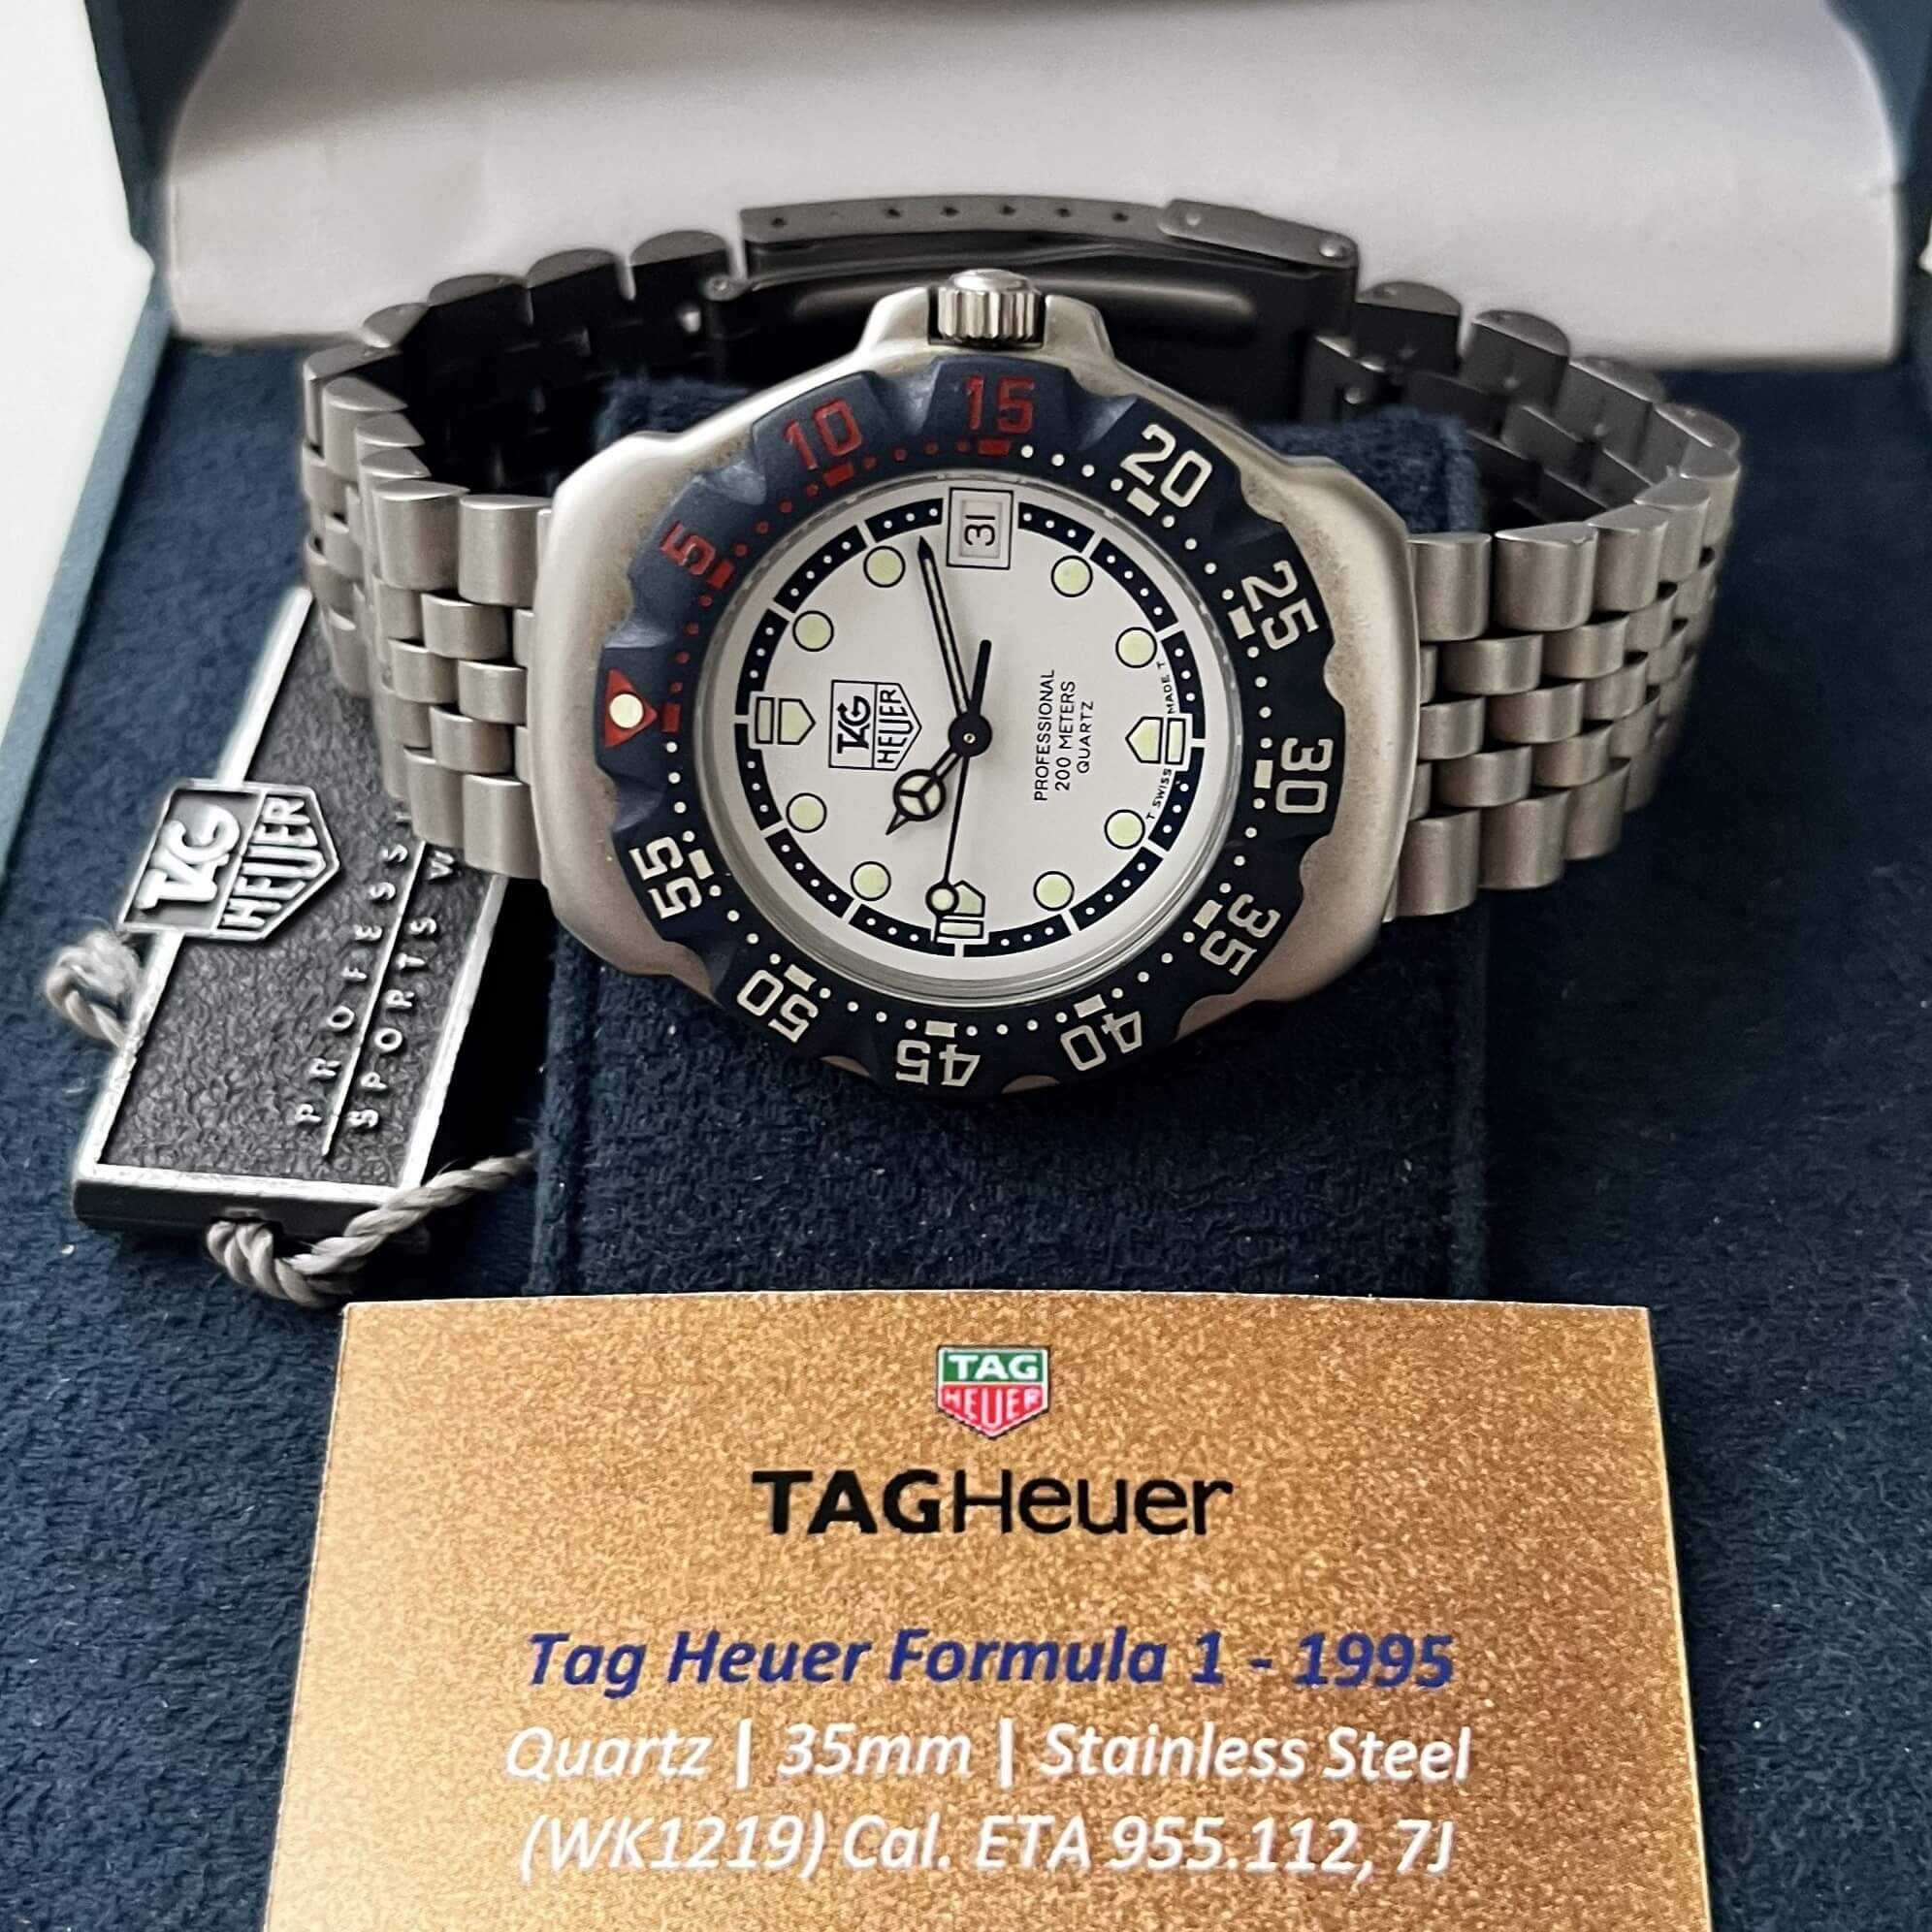 15
10
20
5
25
30
55
35
50
40
45
31
TAG
HEUER
PROFESSIONAL
200 METERS
QUARTZ
T SWISS MADE T
TAG
HEUER
PROFESS
SPORTS W
TAG
HEUER
TAGHeuer
Tag Heuer Formula 1 - 1995
Quartz | 35mm | Stainless Steel
(WK1219) Cal. ETA 955.112, 7J